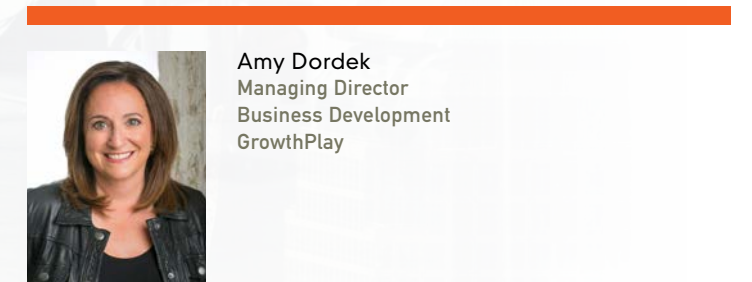 Amy Dordek
Managing Director
Business Development
GrowthPlay